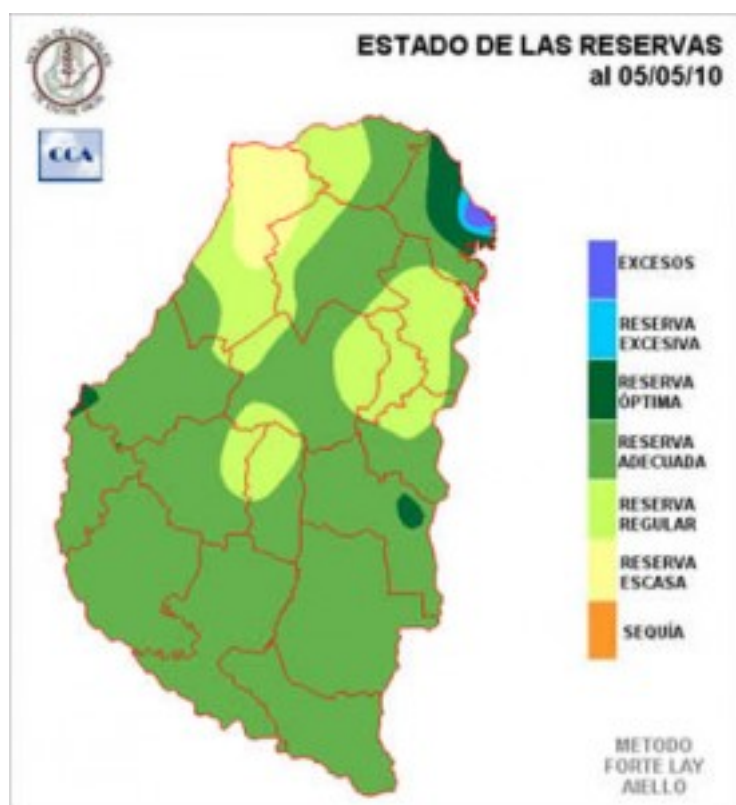 ESTADO DE LAS RESERVAS
al 05/05/10
CCA
EXCESOS
RESERVA
EXCESIVA
RESERVA
ÓPTIMA
RESERVA
ADECUADA
RESERVA
REGULAR
RESERVA
ESCASA
SEQUÍA
METODO
FORTE LAY
AIELLO